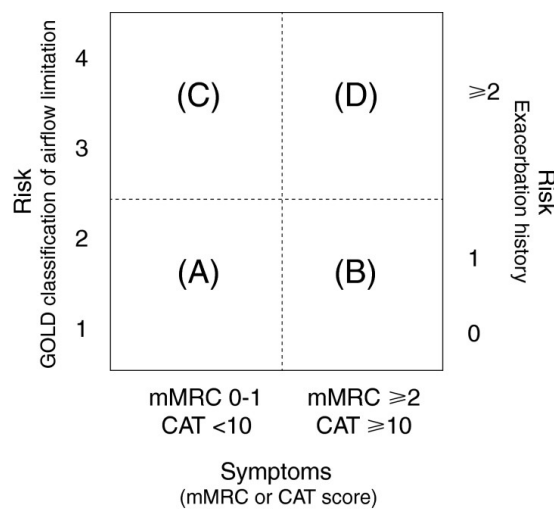 Risk
GOLD classification of airflow limitation
4
3
2
1
(C)
(D)
(A)
(B)
⩾2
1
0
Risk
Exacerbation history
mMRC 0-1
CAT <10
mMRC ⩾2
CAT ⩾10
Symptoms
(mMRC or CAT score)